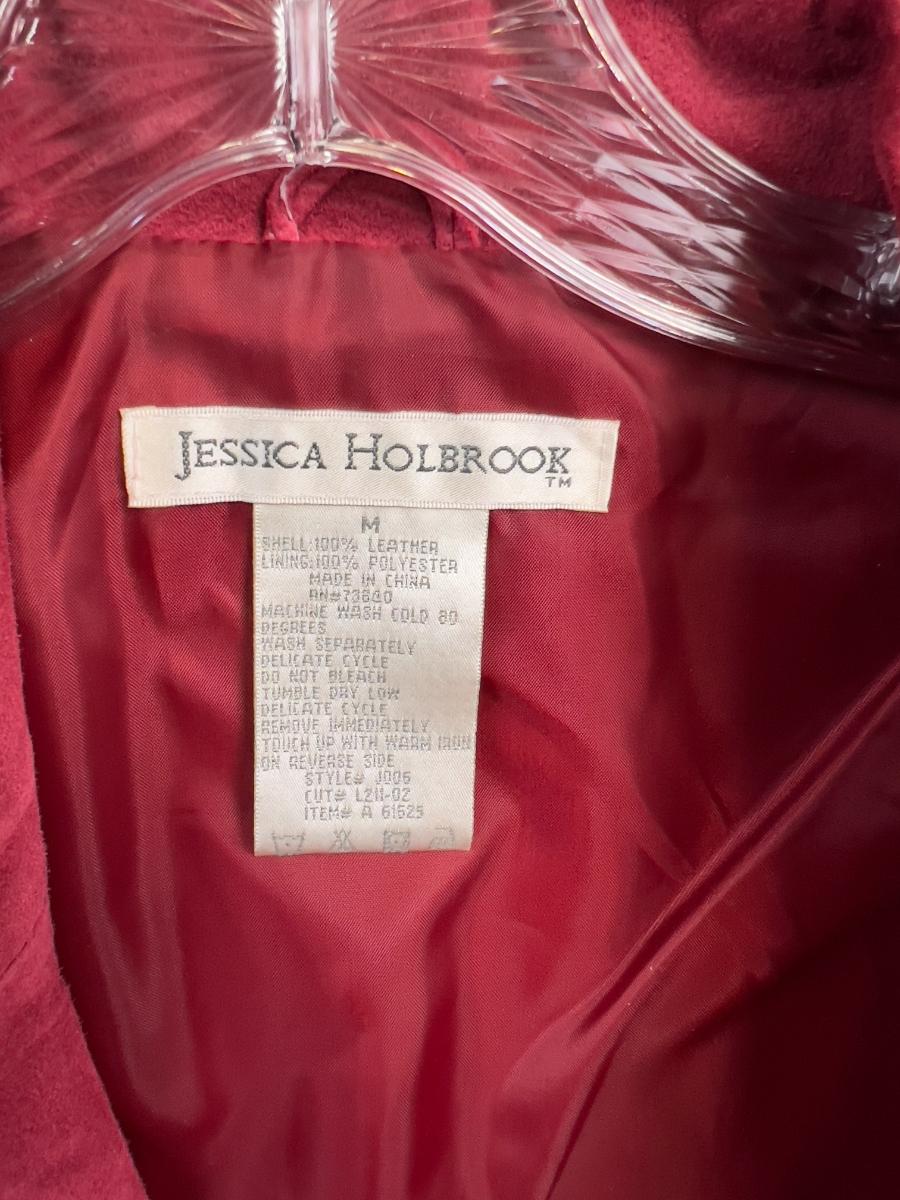 JESSICA HOLBROOK
TM
M
SHELL:100% LEATHER
LINING:100% POLYESTER
MADE IN CHINA
RN#73840
MACHINE WASH COLD 80
DEGREES
WASH SEPARATELY
DELICATE CYCLE
DO NOT BLEACH
TUMBLE DRY LOW
DELICATE CYCLE
REMOVE IMMEDIATELY
TOUCH UP WITH WARM IRON
ON REVERSE SIDE
STYLE# J006
CUT# L211-02
ITEM# A 61525